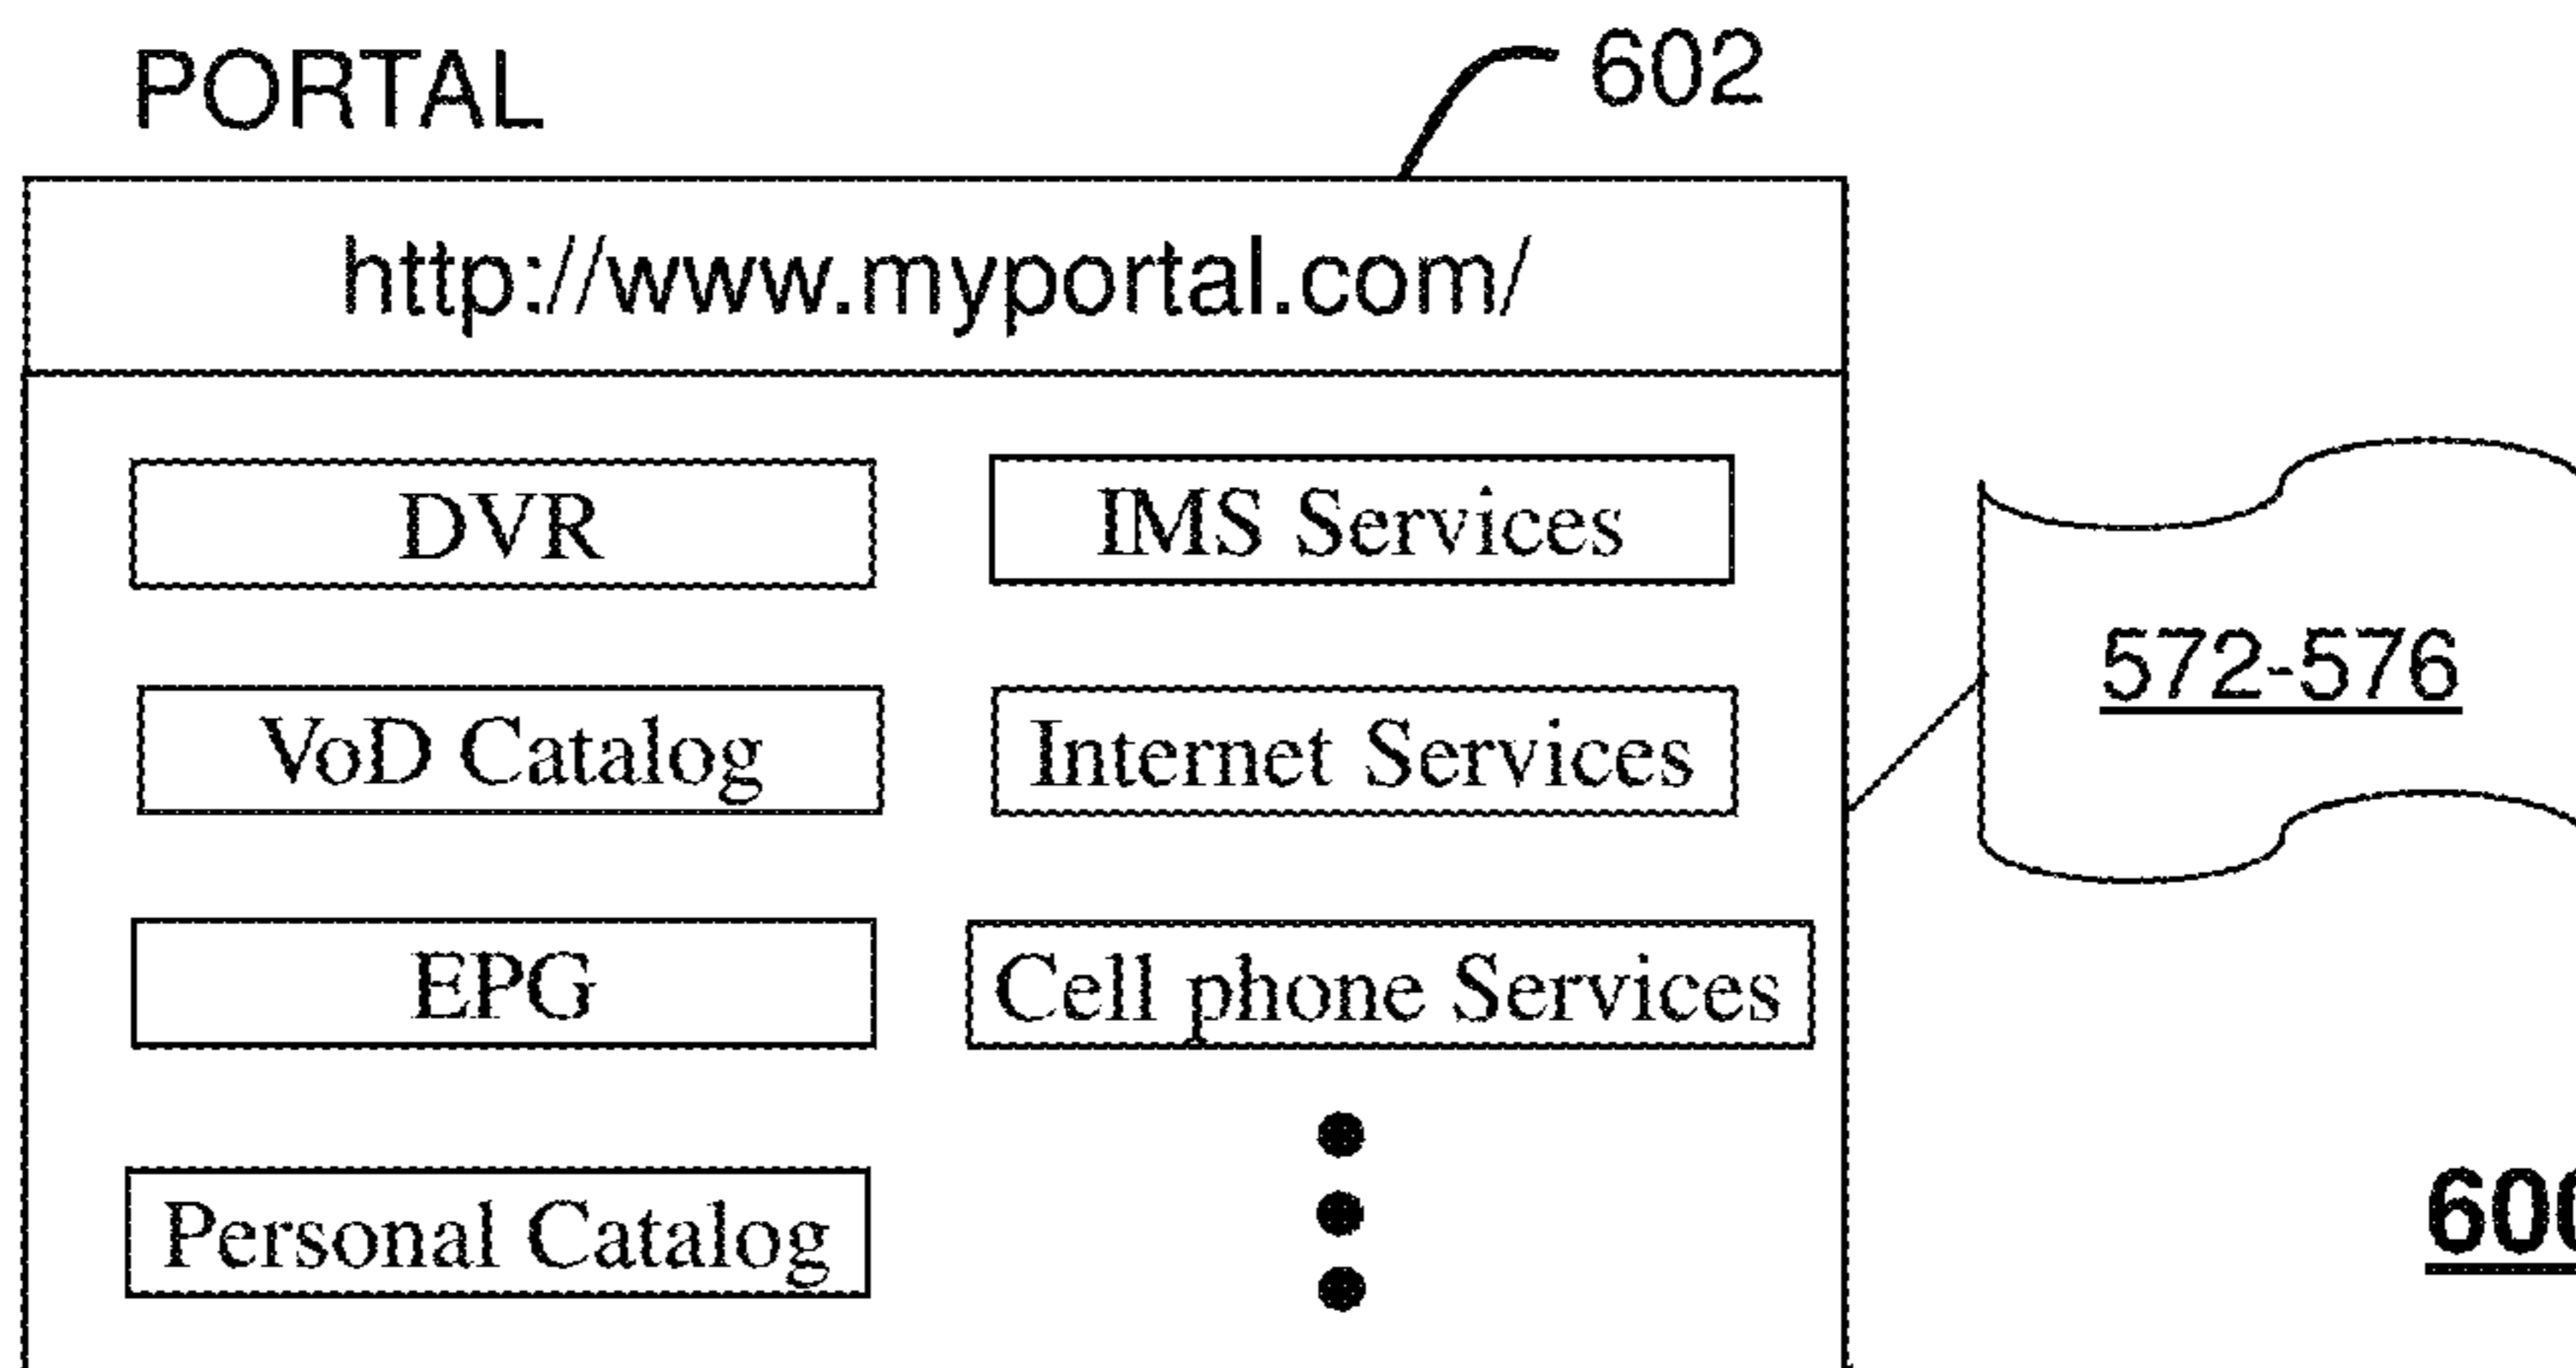 PORTAL
602
http://www.myportal.com/
DVR
IMS Services
572-576
VoD Catalog
Internet Services
EPG
Cell phone Services
Personal Catalog